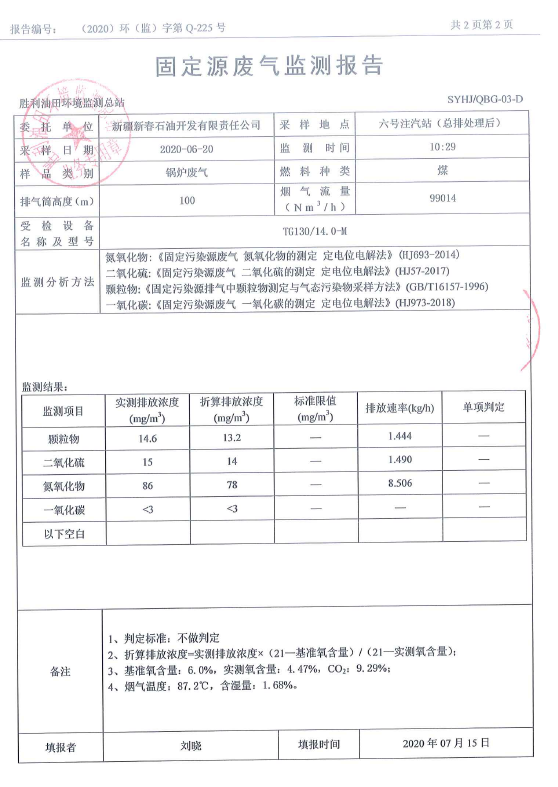 报告编号： （2020）环（监）字第 Q-225 号 共 2 页第 2 页
固定源废气监测报告
胜利油田环境监测总站 SYHJ/QBG-03-D
委托单位 新疆新春石油开发有限责任公司 采样地点 六号注汽站（总排处理后）
采样日期 2020-06-20 监测时间 10:29
样品类别 锅炉废气 燃料种类 煤
排气筒高度(m) 100 烟气流量（Nm³/h） 99014
受检设备名称及型号 TG130/14.0-M
监测分析方法
氮氧化物:《固定污染源废气 氮氧化物的测定 定电位电解法》(HJ693-2014)
二氧化硫:《固定污染源废气 二氧化硫的测定 定电位电解法》(HJ57-2017)
颗粒物:《固定污染源排气中颗粒物测定与气态污染物采样方法》(GB/T16157-1996)
一氧化碳:《固定污染源废气 一氧化碳的测定 定电位电解法》(HJ973-2018)
监测结果:
监测项目 实测排放浓度(mg/m³) 折算排放浓度(mg/m³) 标准限值(mg/m³) 排放速率(kg/h) 单项判定
颗粒物 14.6 13.2 — 1.444 —
二氧化硫 15 14 — 1.490 —
氮氧化物 86 78 — 8.506 —
一氧化碳 <3 <3 — — —
以下空白
备注
1、判定标准：不做判定
2、折算排放浓度=实测排放浓度×（21—基准氧含量）/（21—实测氧含量）;
3、基准氧含量：6.0%，实测氧含量：4.47%，CO₂：9.29%;
4、烟气温度：87.2℃，含湿量：1.68%。
填报者 刘晓 填报时间 2020 年 07 月 15 日